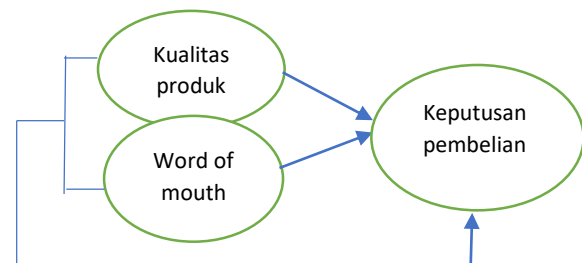 Kualitas
produk
Keputusan
pembelian
Word of
mouth